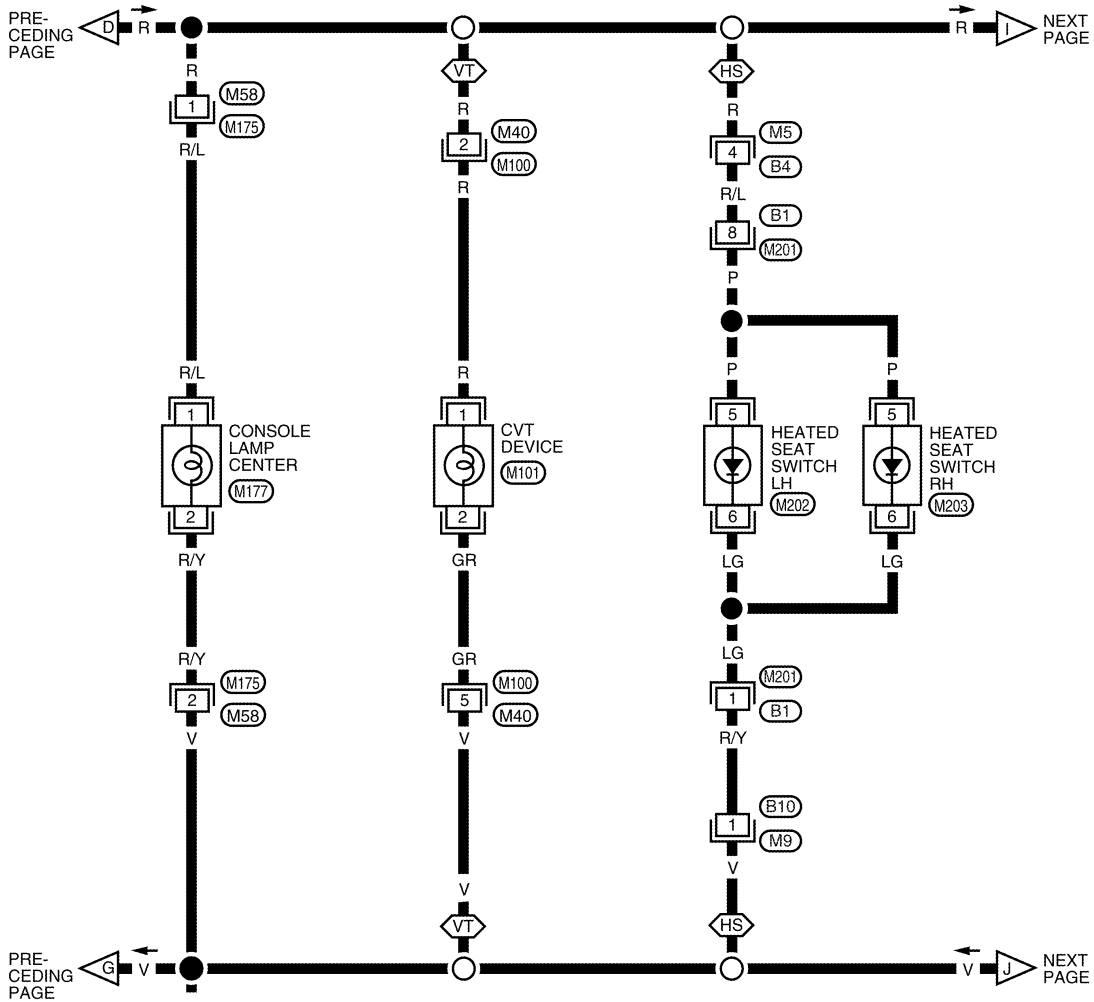 PRE-
CEDING
PAGE
D
R
R
I
NEXT
PAGE
R
1
M58
M175
R/L
R/L
1
CONSOLE
LAMP
CENTER
M177
2
R/Y
R/Y
2
M175
M58
V
VT
R
2
M40
M100
R
R
1
CVT
DEVICE
M101
2
GR
GR
5
M100
M40
V
V
VT
HS
R
4
M5
B4
R/L
8
B1
M201
P
P
P
5
HEATED
SEAT
SWITCH
LH
M202
6
LG
5
HEATED
SEAT
SWITCH
RH
M203
6
LG
LG
1
M201
B1
R/Y
1
B10
M9
V
HS
PRE-
CEDING
PAGE
G
V
V
J
NEXT
PAGE